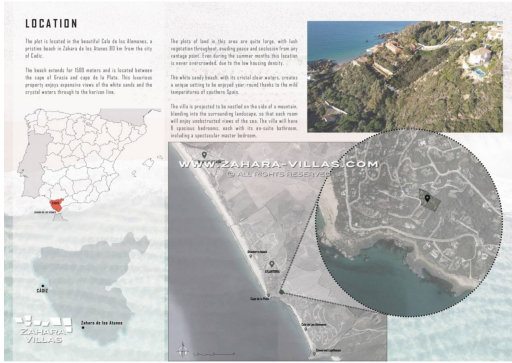 LOCATION
The plot is located in the beautiful Cala de los Alemanes, a
pristine beach in Zahara de los Atunes 80 km from the city
of Cadiz.
The beach extends for 1500 meters and is located between
the cape of Gracia and cape de la Plata. This luxurious
property enjoys expansive views of the white sands and the
crystal waters through to the horizon line.
The plots of land in this area are quite large, with lush
vegetation throughout, avoiding gazes and seclusion from any
vantage point. Even during the summer months this location
is never overcrowded, due to the low housing density.
The white sandy beach, with its cristal clear waters, creates
a unique setting to be enjoyed year-round thanks to the mild
temperatures of southern Spain.
The villa is projected to be nestled on the side of a mountain,
blending into the surrounding landscape, so that each room
will enjoy unobstructed views of the sea. The villa will have
6 spacious bedrooms, each with its en-suite bathroom,
including a spectacular master bedroom.
WWW.ZAHARA-VILLAS.COM
© ALL RIGHTS RESERVED
CÁDIZ
Zahara de los Atunes
ZAHARA
VILLAS